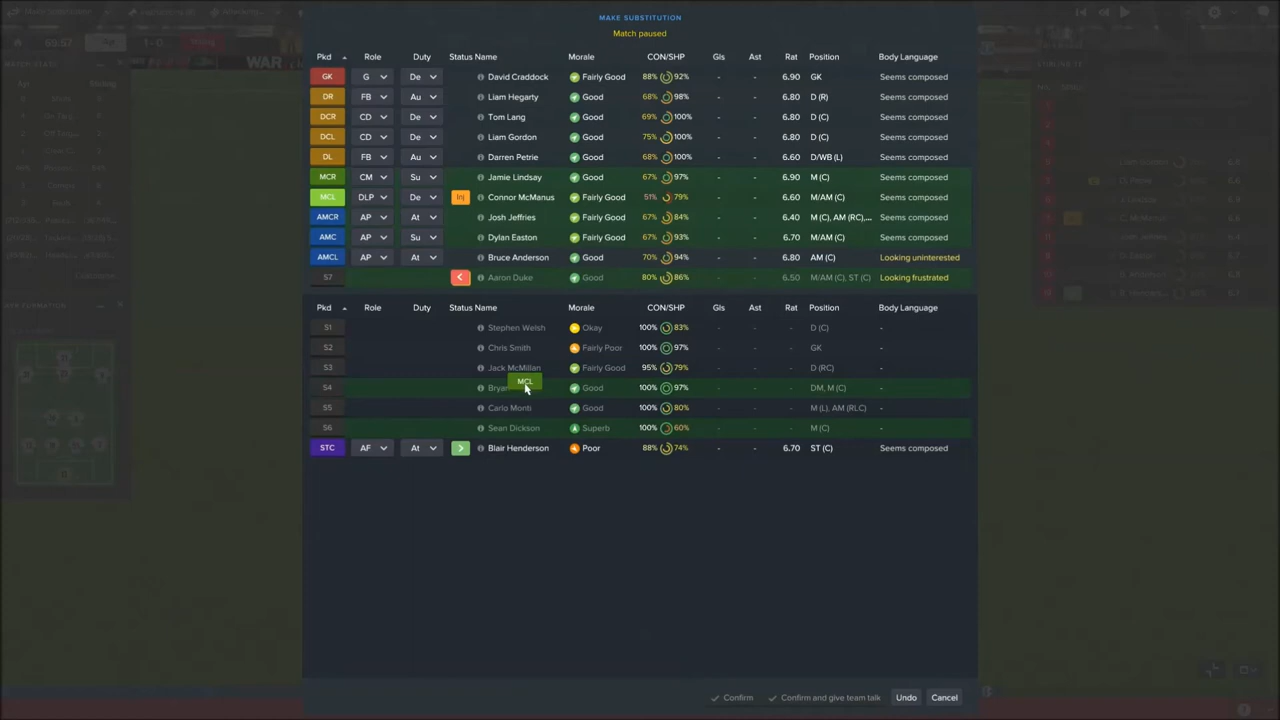 MAKE SUBSTITUTION
Match paused
Pkd Role Duty Status Name Morale CON/SHP Gls Ast Rat Position Body Language
GK G De David Craddock Fairly Good 88% 92% - - 6.90 GK Seems composed
DR FB Au Liam Hegarty Good 68% 98% - - 6.80 D (R) Seems composed
DCR CD De Tom Lang Good 69% 100% - - 6.80 D (C) Seems composed
DCL CD De Liam Gordon Good 75% 100% - - 6.80 D (C) Seems composed
DL FB Au Darren Petrie Good 68% 100% - - 6.60 D/WB (L) Seems composed
MCR CM Su Jamie Lindsay Good 67% 97% - - 6.90 M (C) Seems composed
MCL DLP De Inj Connor McManus Fairly Good 51% 79% - - 6.60 M/AM (C) Seems composed
AMCR AP At Josh Jeffries Fairly Good 67% 84% - - 6.40 M (C), AM (RC),... Seems composed
AMC AP Su Dylan Easton Fairly Good 67% 93% - - 6.70 M/AM (C) Seems composed
AMCL AP At Bruce Anderson Good 70% 94% - - 6.80 AM (C) Looking uninterested
S7 Aaron Duke Good 80% 86% - - 6.50 M/AM (C), ST (C) Looking frustrated
Pkd Role Duty Status Name Morale CON/SHP Gls Ast Rat Position Body Language
S1 Stephen Welsh Okay 100% 83% - - - D (C) -
S2 Chris Smith Fairly Poor 100% 97% - - - GK -
S3 Jack McMillan Fairly Good 95% 79% - - - D (RC) -
MCL
S4 Bryan Good 100% 97% - - - DM, M (C) -
S5 Carlo Monti Good 100% 80% - - - M (L), AM (RLC) -
S6 Sean Dickson Superb 100% 60% - - - M (C) -
STC AF At Blair Henderson Poor 88% 74% - - 6.70 ST (C) Seems composed
Confirm Confirm and give team talk Undo Cancel